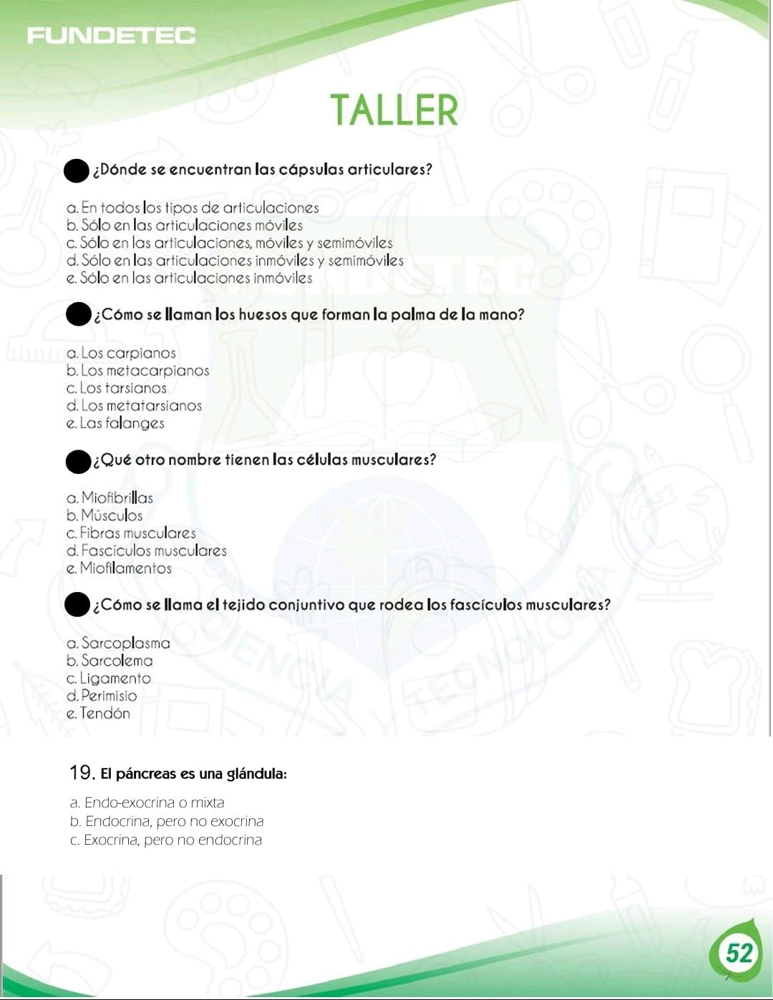 FUNDETEC
TALLER
¿Dónde se encuentran las cápsulas articulares?
a. En todos los tipos de articulaciones
b. Sólo en las articulaciones móviles
c. Sólo en las articulaciones, móviles y semimóviles
d. Sólo en las articulaciones inmóviles y semimóviles
e. Sólo en las articulaciones inmóviles
FUNDETEC
¿Cómo se llaman los huesos que forman la palma de la mano?
a. Los carpianos
b. Los metacarpianos
c. Los tarsianos
d. Los metatarsianos
e. Las falanges
¿Qué otro nombre tienen las células musculares?
a. Miofibrillas
b. Músculos
c. Fibras musculares
d. Fascículos musculares
e. Miofilamentos
¿Cómo se llama el tejido conjuntivo que rodea los fascículos musculares?
a. Sarcoplasma
b. Sarcolema
c. Ligamento
d. Perimisio
e. Tendón
CIENCIA Y TECNOLOGIA
19. El páncreas es una glándula:
a. Endo-exocrina o mixta
b. Endocrina, pero no exocrina
c. Exocrina, pero no endocrina
52